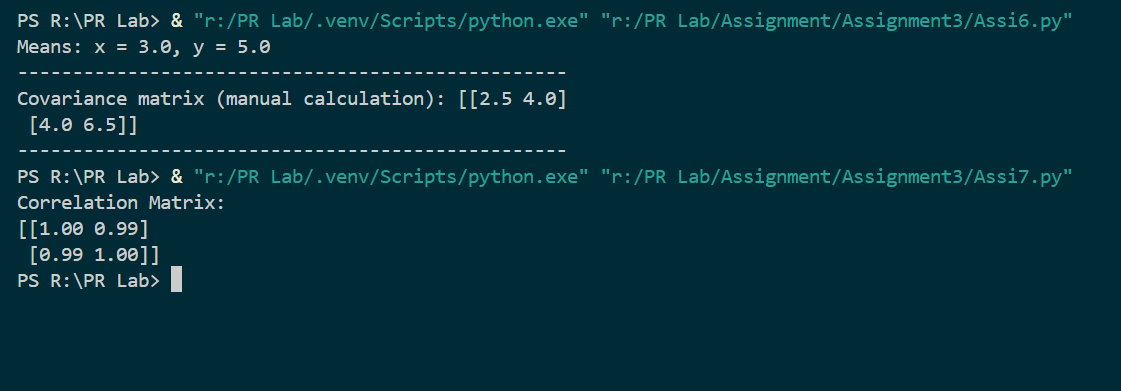 PS R:\PR Lab> & "r:/PR Lab/.venv/Scripts/python.exe" "r:/PR Lab/Assignment/Assignment3/Assi6.py"
Means: x = 3.0, y = 5.0
--------------------------------------------------
Covariance matrix (manual calculation): [[2.5 4.0]
 [4.0 6.5]]
--------------------------------------------------
PS R:\PR Lab> & "r:/PR Lab/.venv/Scripts/python.exe" "r:/PR Lab/Assignment/Assignment3/Assi7.py"
Correlation Matrix:
[[1.00 0.99]
 [0.99 1.00]]
PS R:\PR Lab>